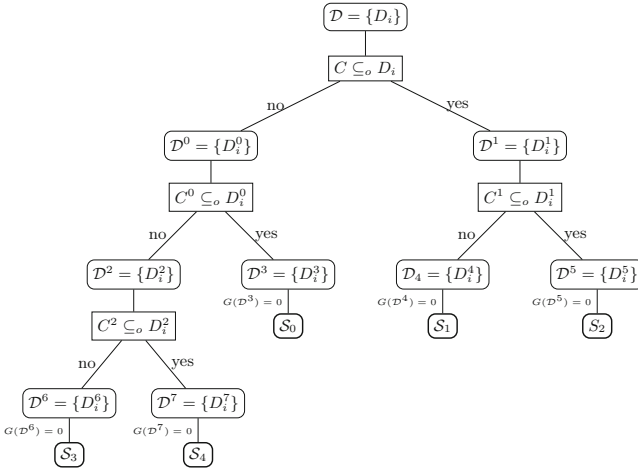 𝒟 = {D_i}
C ⊆_o D_i
no yes
𝒟^0 = {D_i^0} 𝒟^1 = {D_i^1}
C^0 ⊆_o D_i^0 C^1 ⊆_o D_i^1
no yes no yes
𝒟^2 = {D_i^2} 𝒟^3 = {D_i^3} 𝒟_4 = {D_i^4} 𝒟^5 = {D_i^5}
G(𝒟^3) = 0 G(𝒟^4) = 0 G(𝒟^5) = 0
C^2 ⊆_o D_i^2 𝒮_0 𝒮_1 S_2
no yes
𝒟^6 = {D_i^6} 𝒟^7 = {D_i^7}
G(𝒟^6) = 0 G(𝒟^7) = 0
𝒮_3 𝒮_4